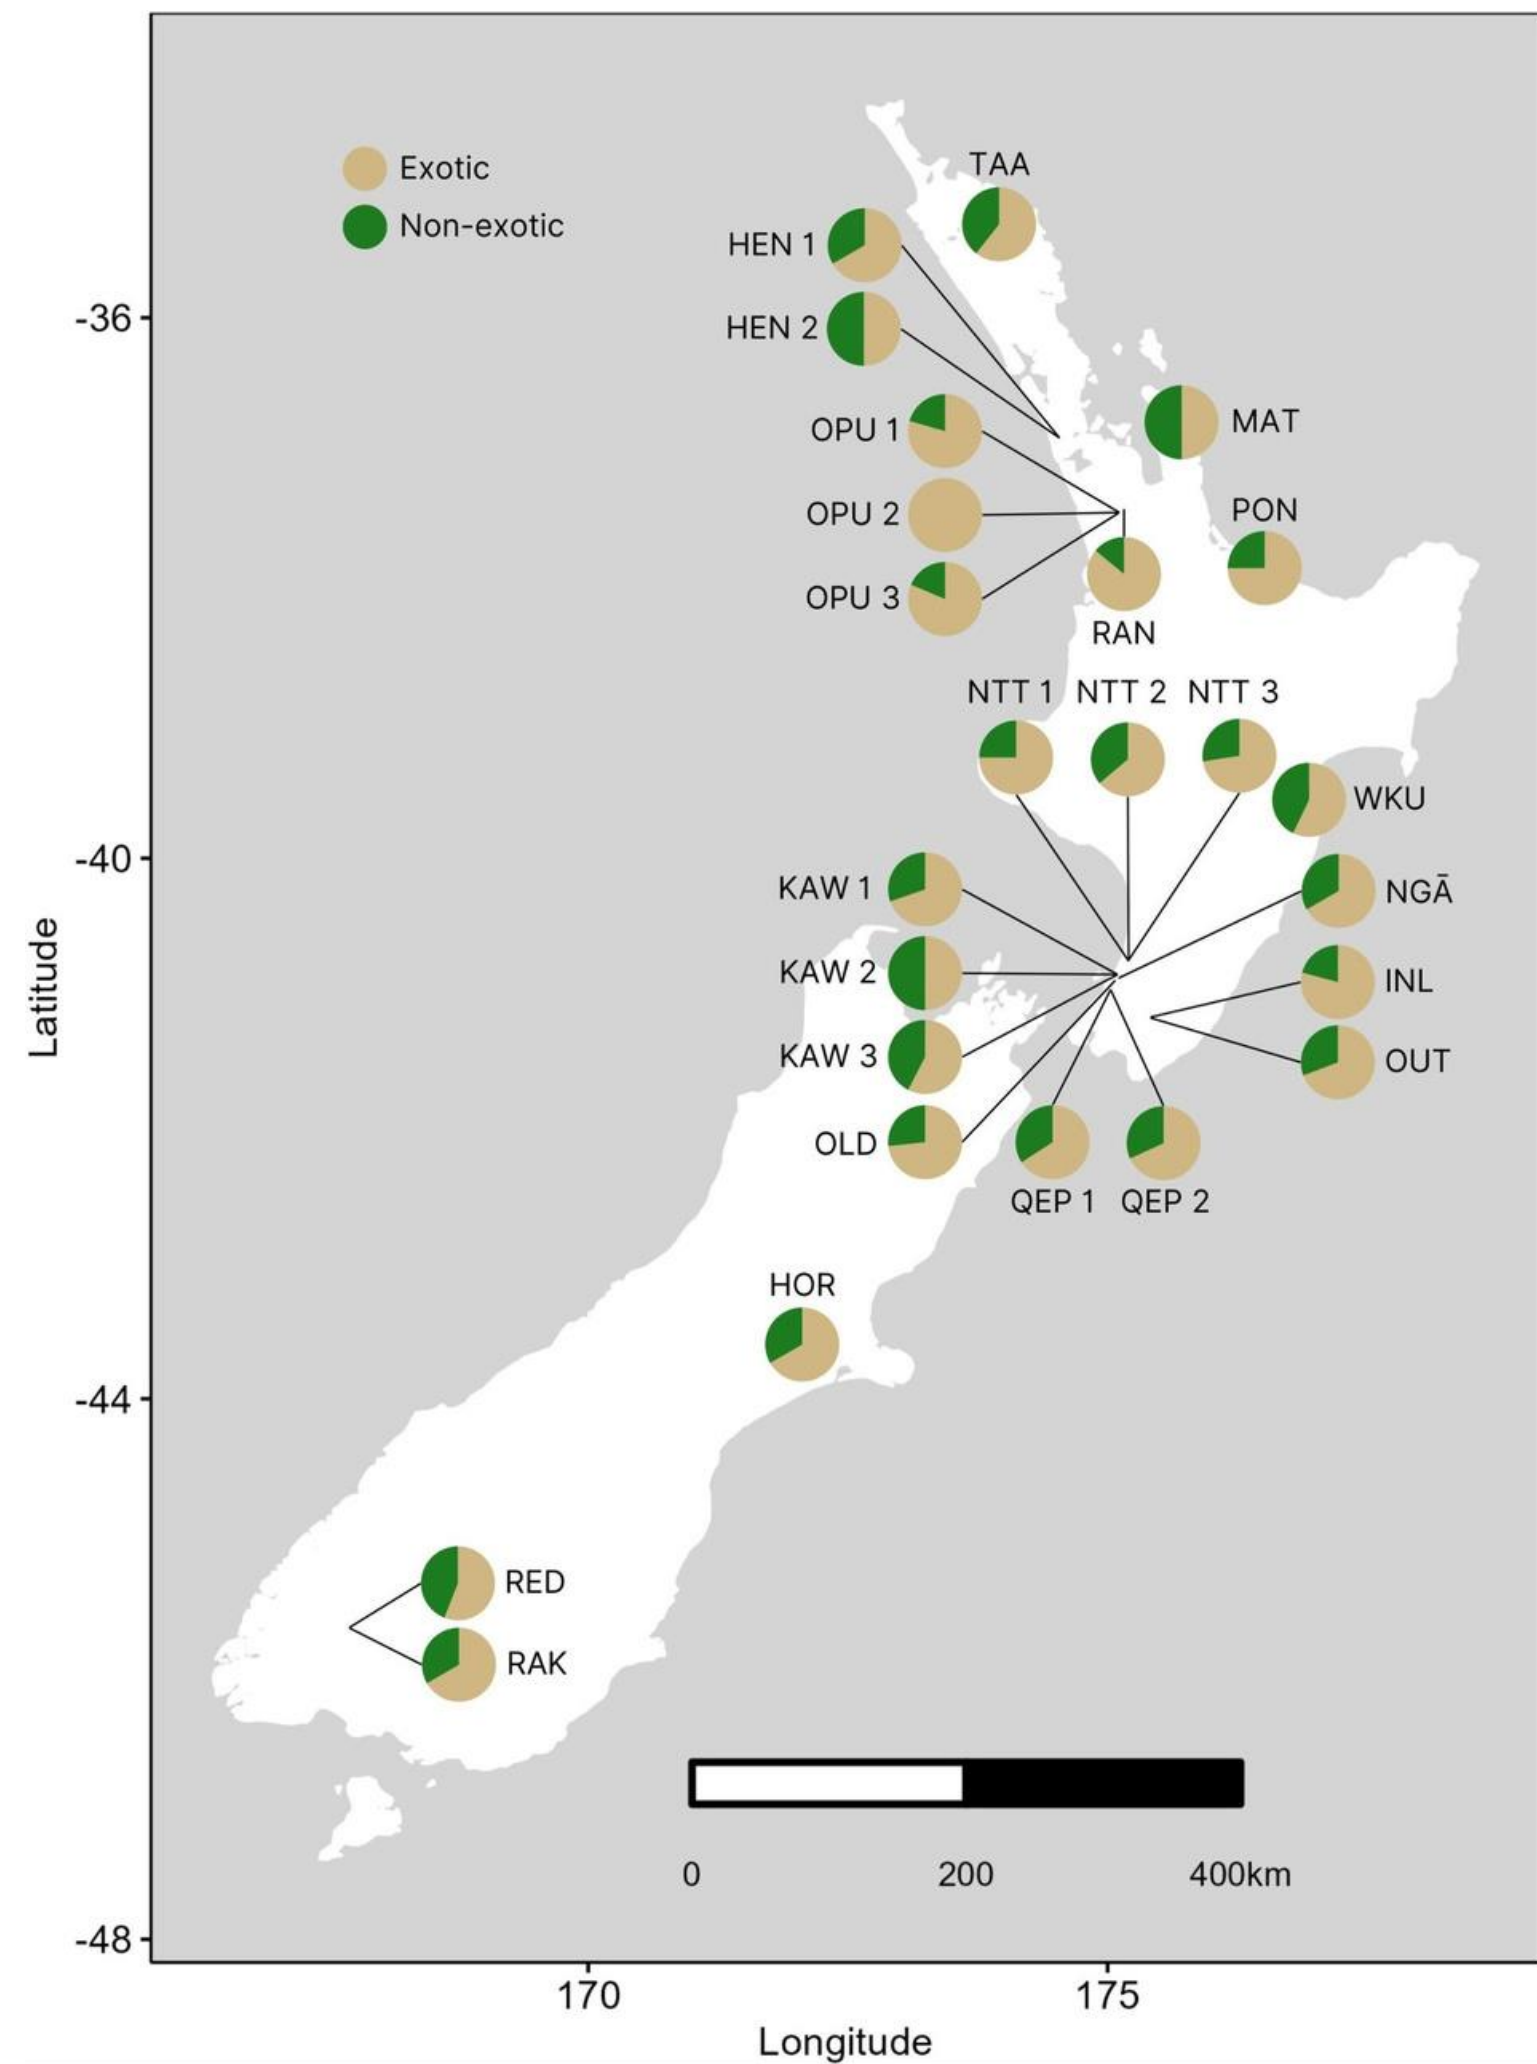 Exotic
Non-exotic
TAA
HEN 1
HEN 2
OPU 1
MAT
OPU 2
PON
OPU 3
RAN
NTT 1
NTT 2
NTT 3
WKU
KAW 1
NGĀ
KAW 2
INL
KAW 3
OUT
OLD
QEP 1
QEP 2
HOR
RED
RAK
0
200
400km
-36
-40
-44
-48
Latitude
170
175
Longitude